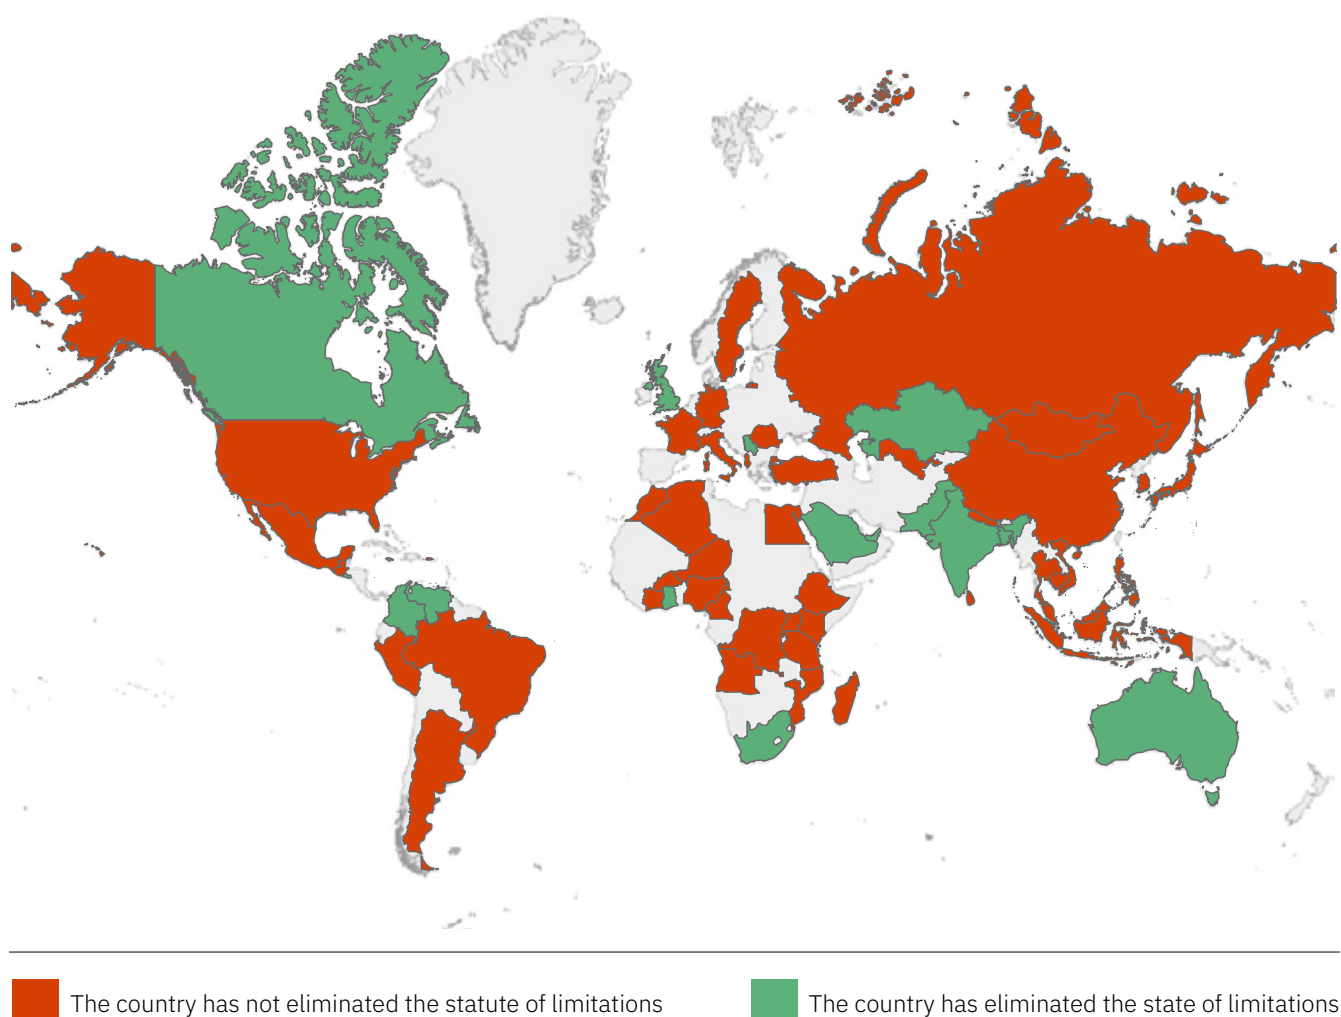 The country has not eliminated the statute of limitations
The country has eliminated the state of limitations